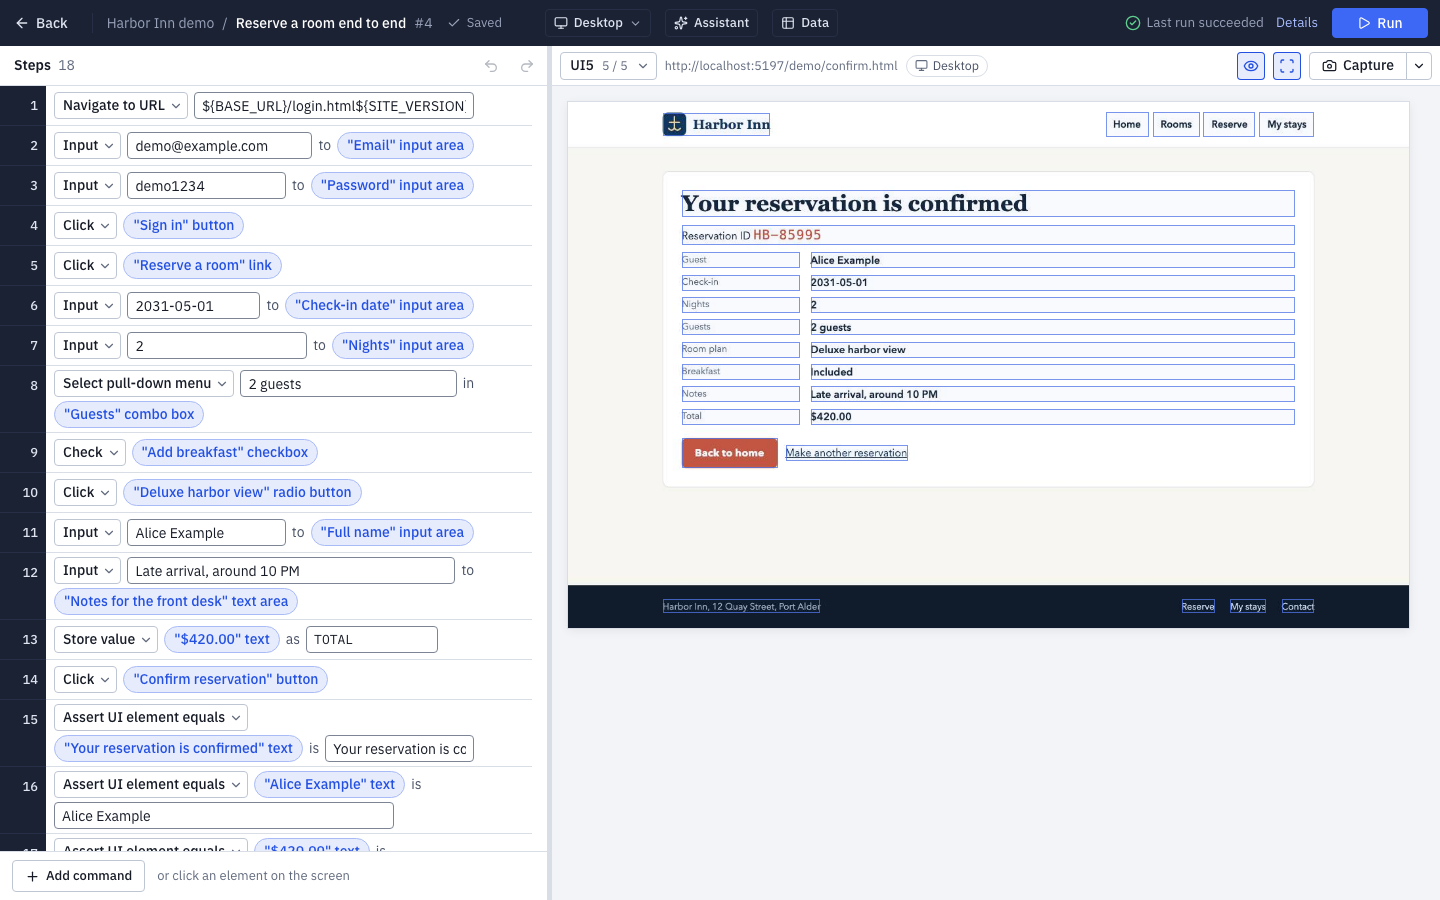 Back
Harbor Inn demo / Reserve a room end to end #4 Saved
Desktop
Assistant
Data
Last run succeeded Details
Run
Steps 18
1 Navigate to URL ${BASE_URL}/login.html${SITE_VERSION
2 Input demo@example.com to "Email" input area
3 Input demo1234 to "Password" input area
4 Click "Sign in" button
5 Click "Reserve a room" link
6 Input 2031-05-01 to "Check-in date" input area
7 Input 2 to "Nights" input area
8 Select pull-down menu 2 guests in
"Guests" combo box
9 Check "Add breakfast" checkbox
10 Click "Deluxe harbor view" radio button
11 Input Alice Example to "Full name" input area
12 Input Late arrival, around 10 PM to
"Notes for the front desk" text area
13 Store value "$420.00" text as TOTAL
14 Click "Confirm reservation" button
15 Assert UI element equals
"Your reservation is confirmed" text is Your reservation is cc
16 Assert UI element equals "Alice Example" text is
Alice Example
17 Assert UI element equals "$420.00" text is
Add command or click an element on the screen
UI5 5 / 5
http://localhost:5197/demo/confirm.html
Desktop
Capture
Harbor Inn
Home Rooms Reserve My stays
Your reservation is confirmed
Reservation ID HB-85995
Guest Alice Example
Check-in 2031-05-01
Nights 2
Guests 2 guests
Room plan Deluxe harbor view
Breakfast Included
Notes Late arrival, around 10 PM
Total $420.00
Back to home Make another reservation
Harbor Inn, 12 Quay Street, Port Alder
Reserve My stays Contact